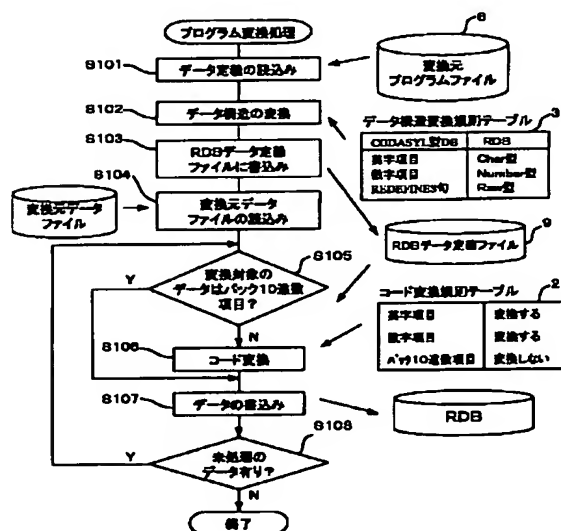 プログラム変換処理
S101
データ定義の読込み
6
変換元
プログラムファイル
S102
データ構造の変換
データ構造変換規則テーブル
3
CODASYL型DB
RDB
英字項目
Char型
数字項目
Number型
REDEFINES句
Raw型
S103
RDBデータ定義
ファイルに書込み
S104
変換元データ
ファイル
変換元データ
ファイルの読込み
9
RDBデータ定義ファイル
S105
変換対象の
データはパック10進数
項目?
Y
N
コード変換規則テーブル
2
英字項目
変換する
数字項目
変換する
パック10進数項目
変換しない
S106
コード変換
S107
データの書込み
RDB
S108
未処理の
データ有り?
Y
N
終了